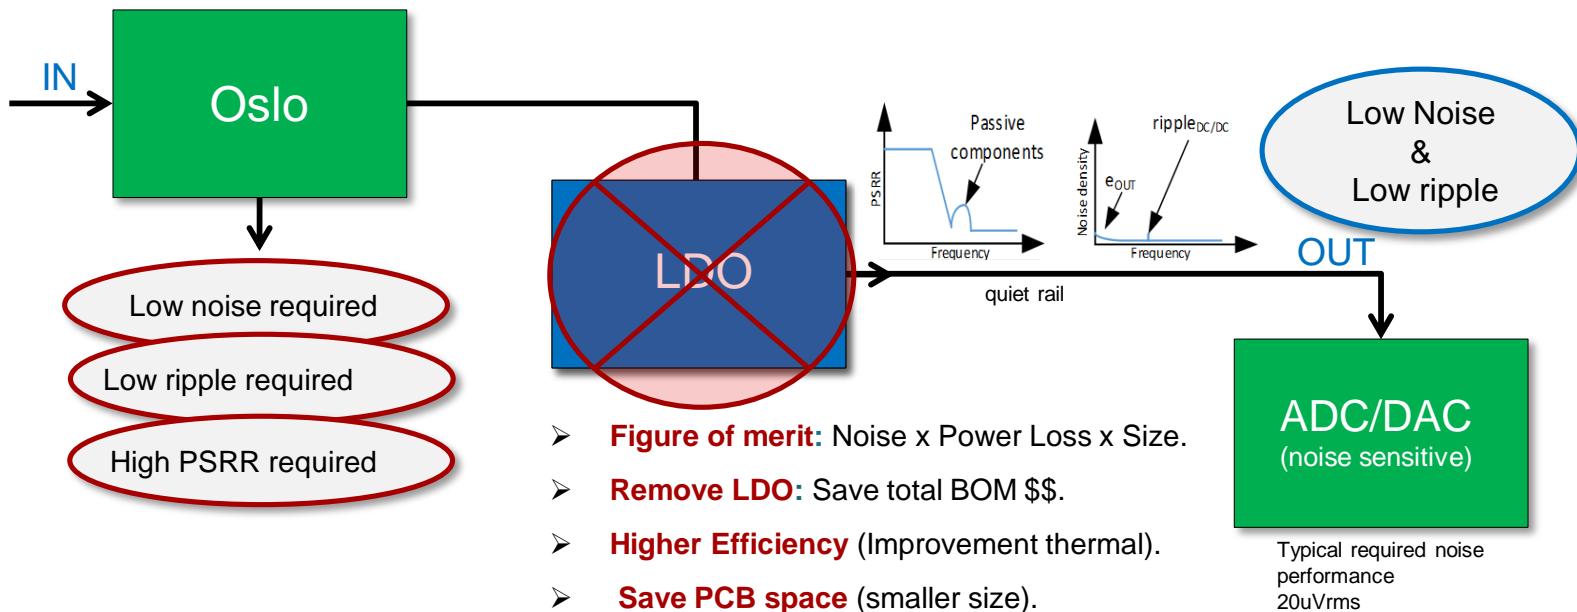 IN
Oslo
Low noise required
Low ripple required
High PSRR required
LDO
PSRR
Passive
components
Frequency
Noise density
eOUT
rippleDC/DC
Frequency
Low Noise
&
Low ripple
OUT
quiet rail
ADC/DAC
(noise sensitive)
Typical required noise
performance
20uVrms
➢ Figure of merit: Noise x Power Loss x Size.
➢ Remove LDO: Save total BOM $$.
➢ Higher Efficiency (Improvement thermal).
➢ Save PCB space (smaller size).